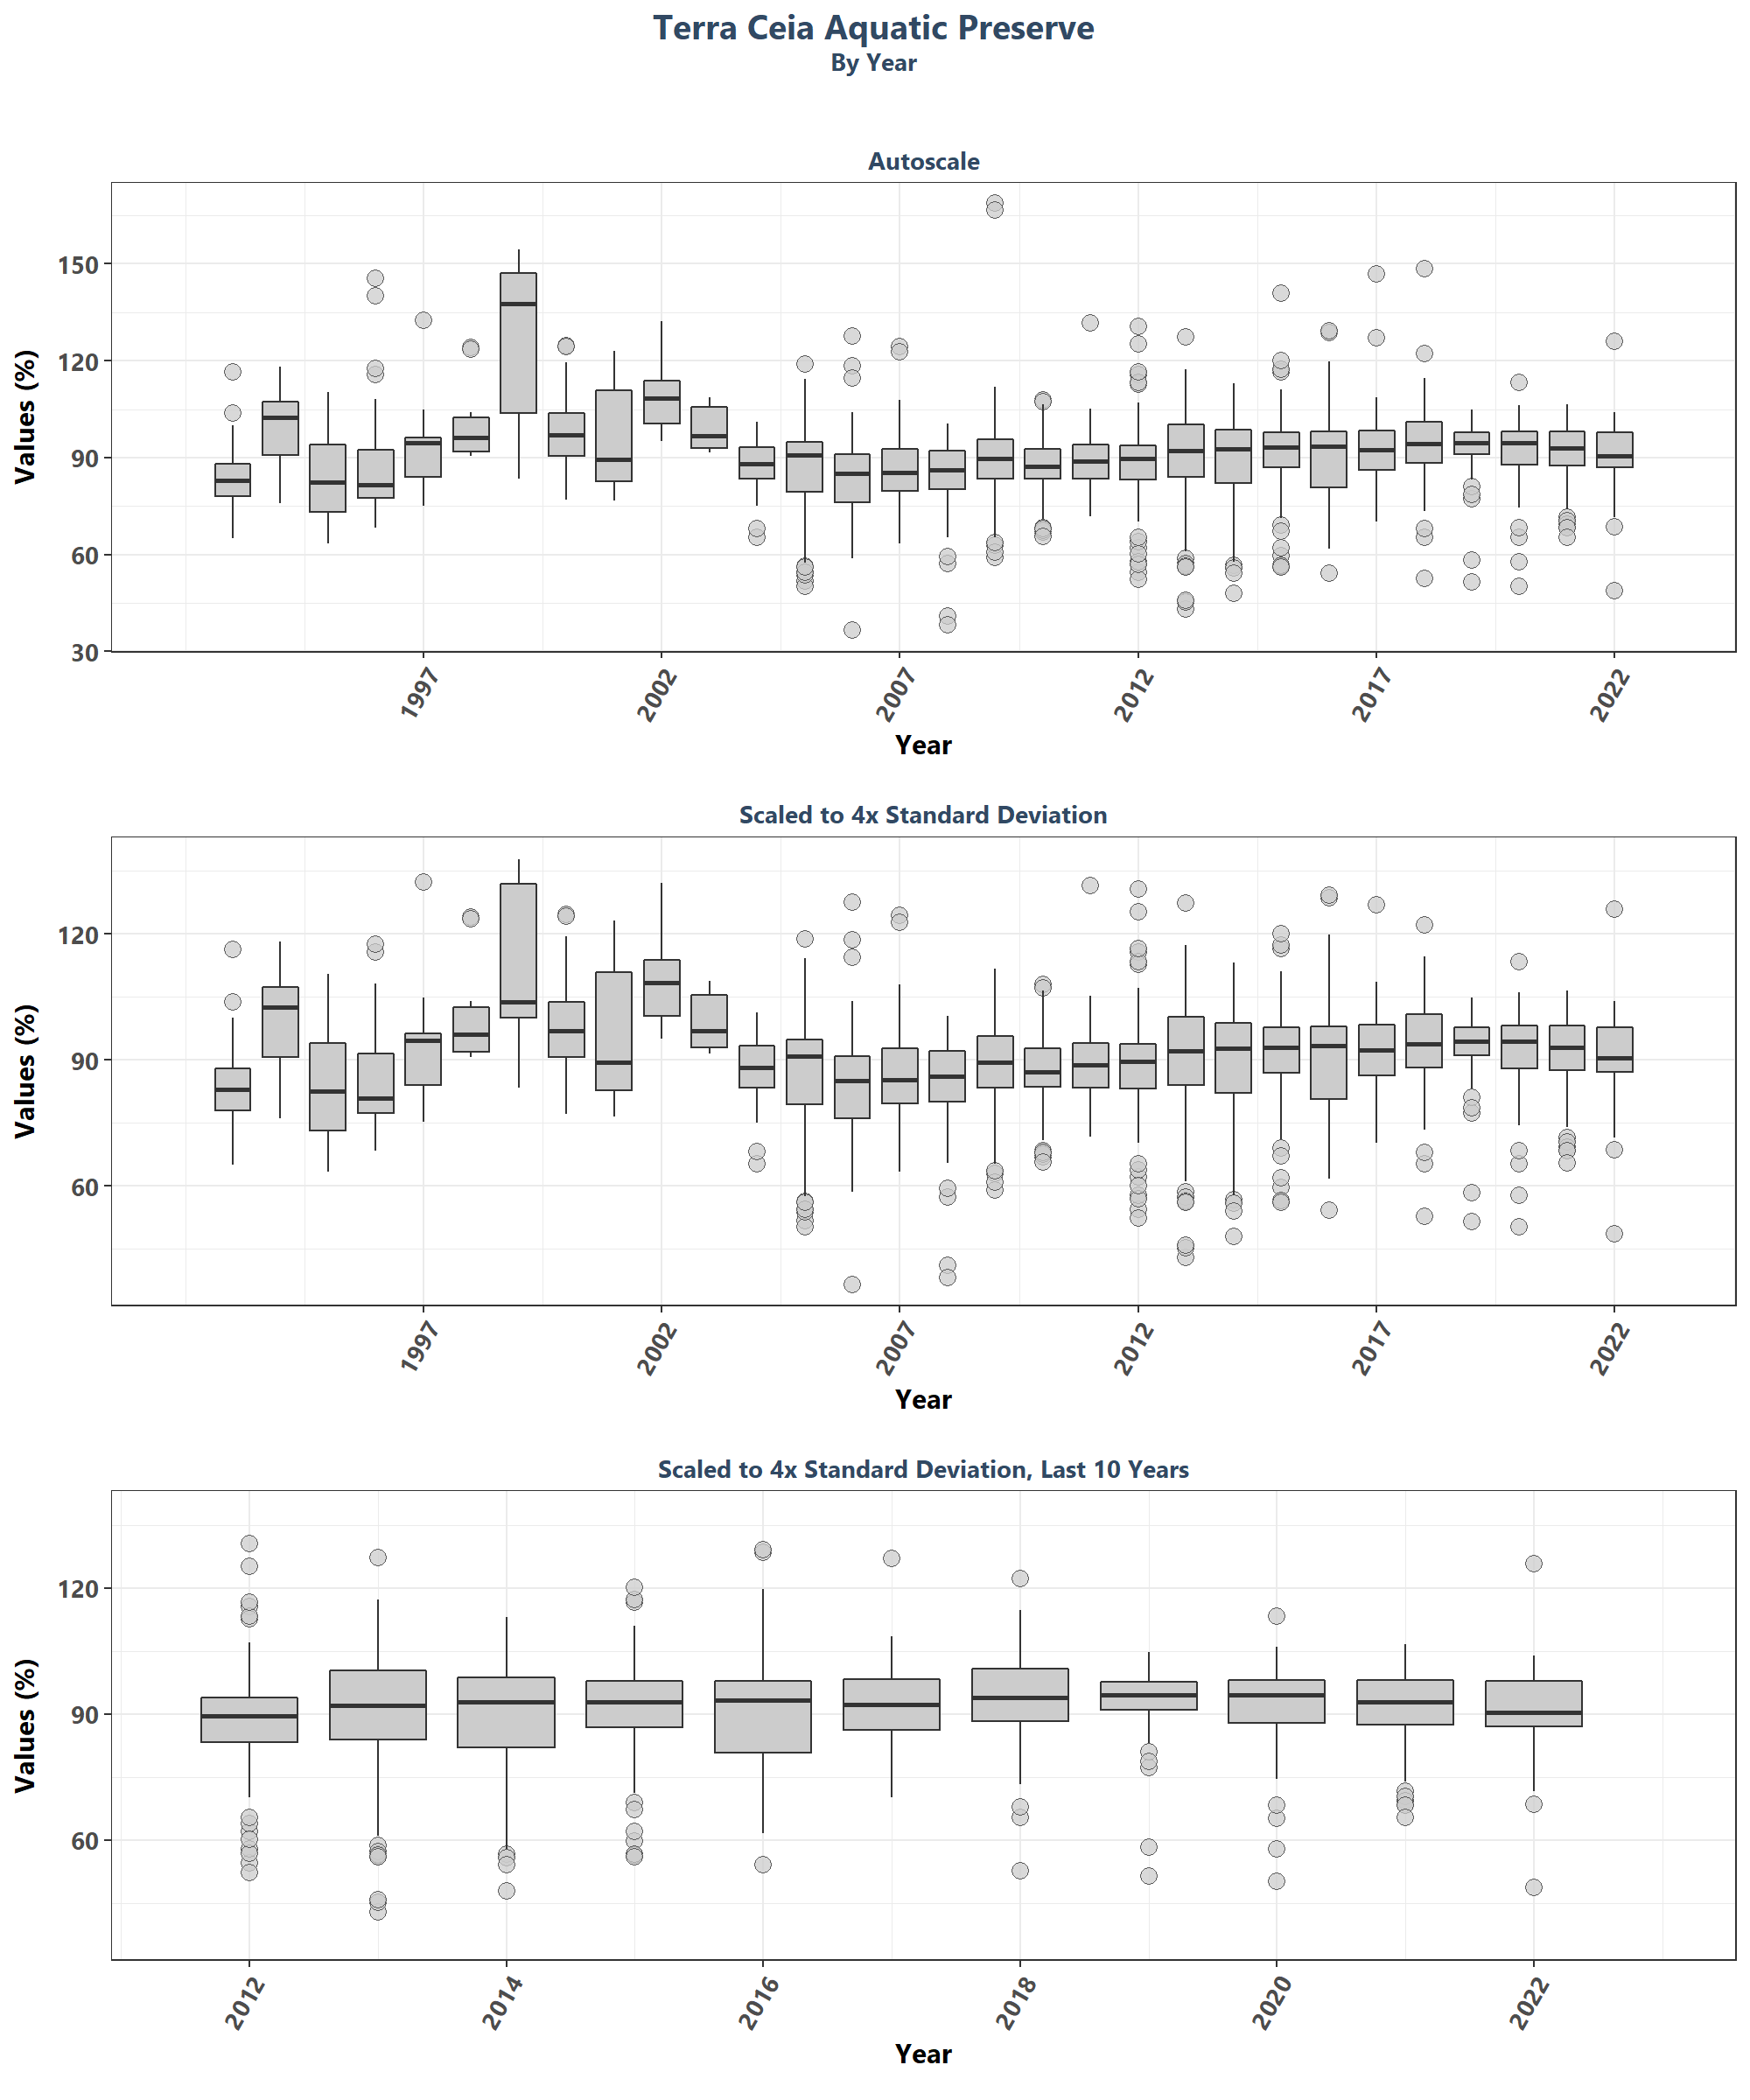 Terra Ceia Aquatic Preserve
By Year
Autoscale
Values (%)
150
120
90
60
30
1997
2002
2007
2012
2017
2022
Year
Scaled to 4x Standard Deviation
Values (%)
120
90
60
1997
2002
2007
2012
2017
2022
Year
Scaled to 4x Standard Deviation, Last 10 Years
Values (%)
120
90
60
2012
2014
2016
2018
2020
2022
Year